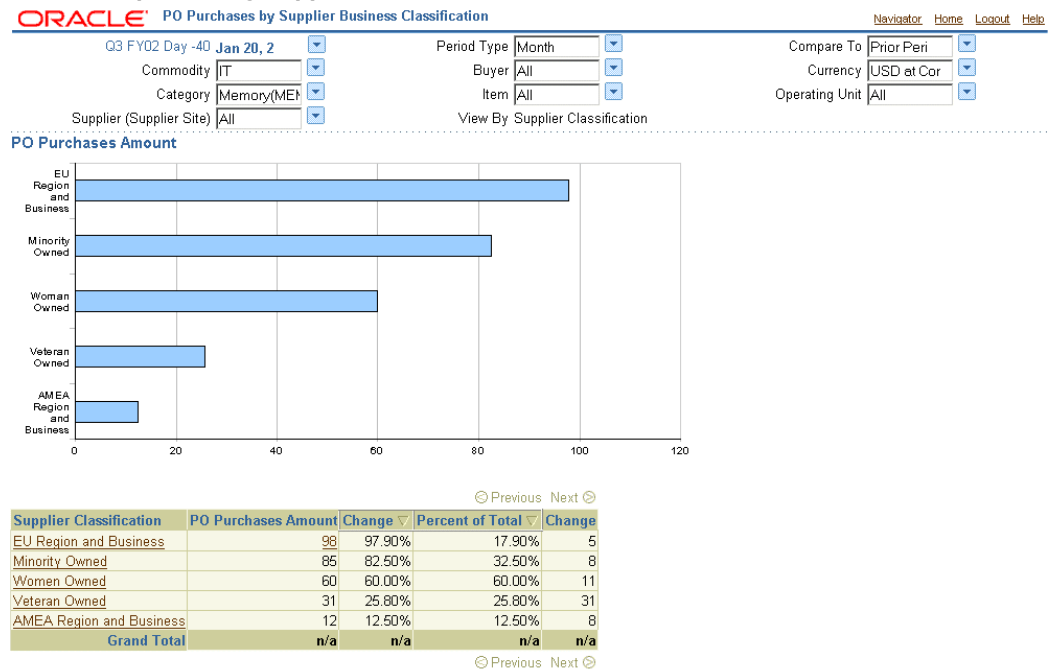 ORACLE PO Purchases by Supplier Business Classification Navigator Home Logout Help
Q3 FY02 Day -40 Jan 20, 2 Period Type Month Compare To Prior Peri
Commodity IT Buyer All Currency USD at Cor
Category Memory(MEM Item All Operating Unit All
Supplier (Supplier Site) All View By Supplier Classification
PO Purchases Amount
EU
Region
and
Business
Minority
Owned
Woman
Owned
Veteran
Owned
AMEA
Region
and
Business
0 20 40 60 80 100 120
Previous Next
Supplier Classification PO Purchases Amount Change Percent of Total Change
EU Region and Business 98 97.90% 17.90% 5
Minority Owned 85 82.50% 32.50% 8
Women Owned 60 60.00% 60.00% 11
Veteran Owned 31 25.80% 25.80% 31
AMEA Region and Business 12 12.50% 12.50% 8
Grand Total n/a n/a n/a n/a
Previous Next